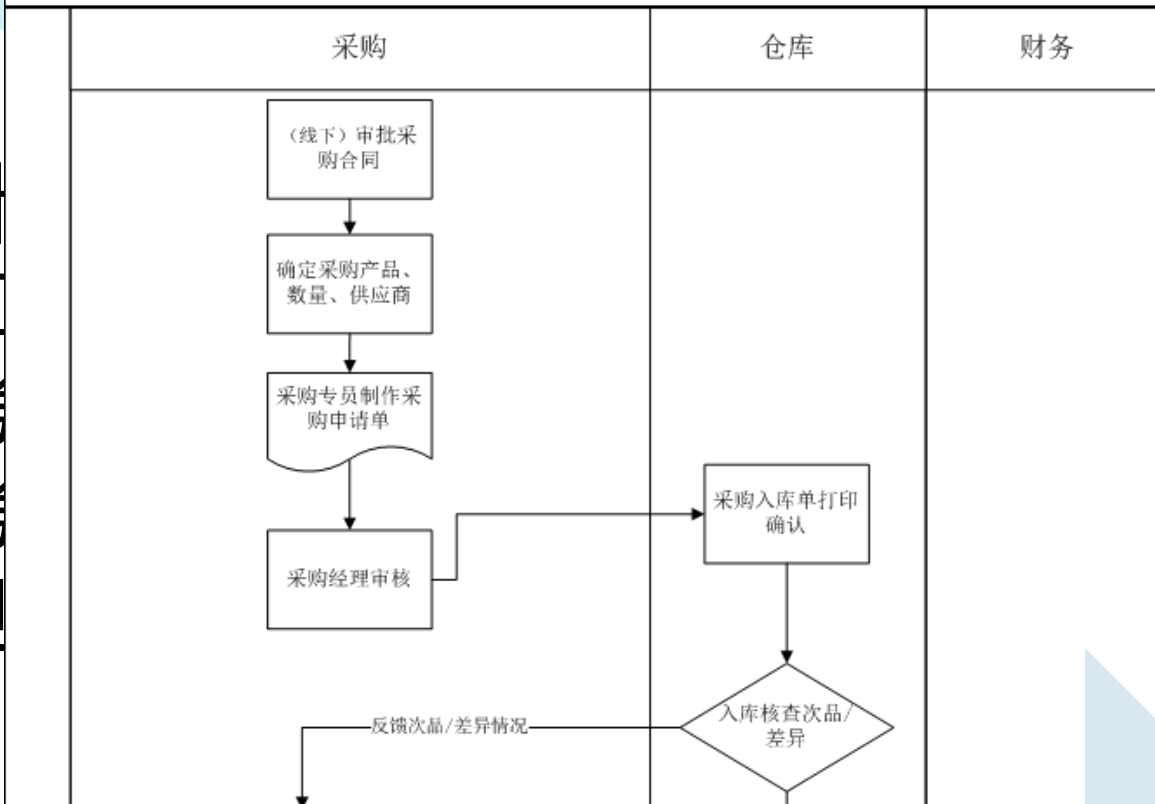 采购
仓库
财务
（线下）审批采
购合同
确定采购产品、
数量、供应商
采购专员制作采
购申请单
采购入库单打印
确认
采购经理审核
入库核查次品/
差异
反馈次品/差异情况